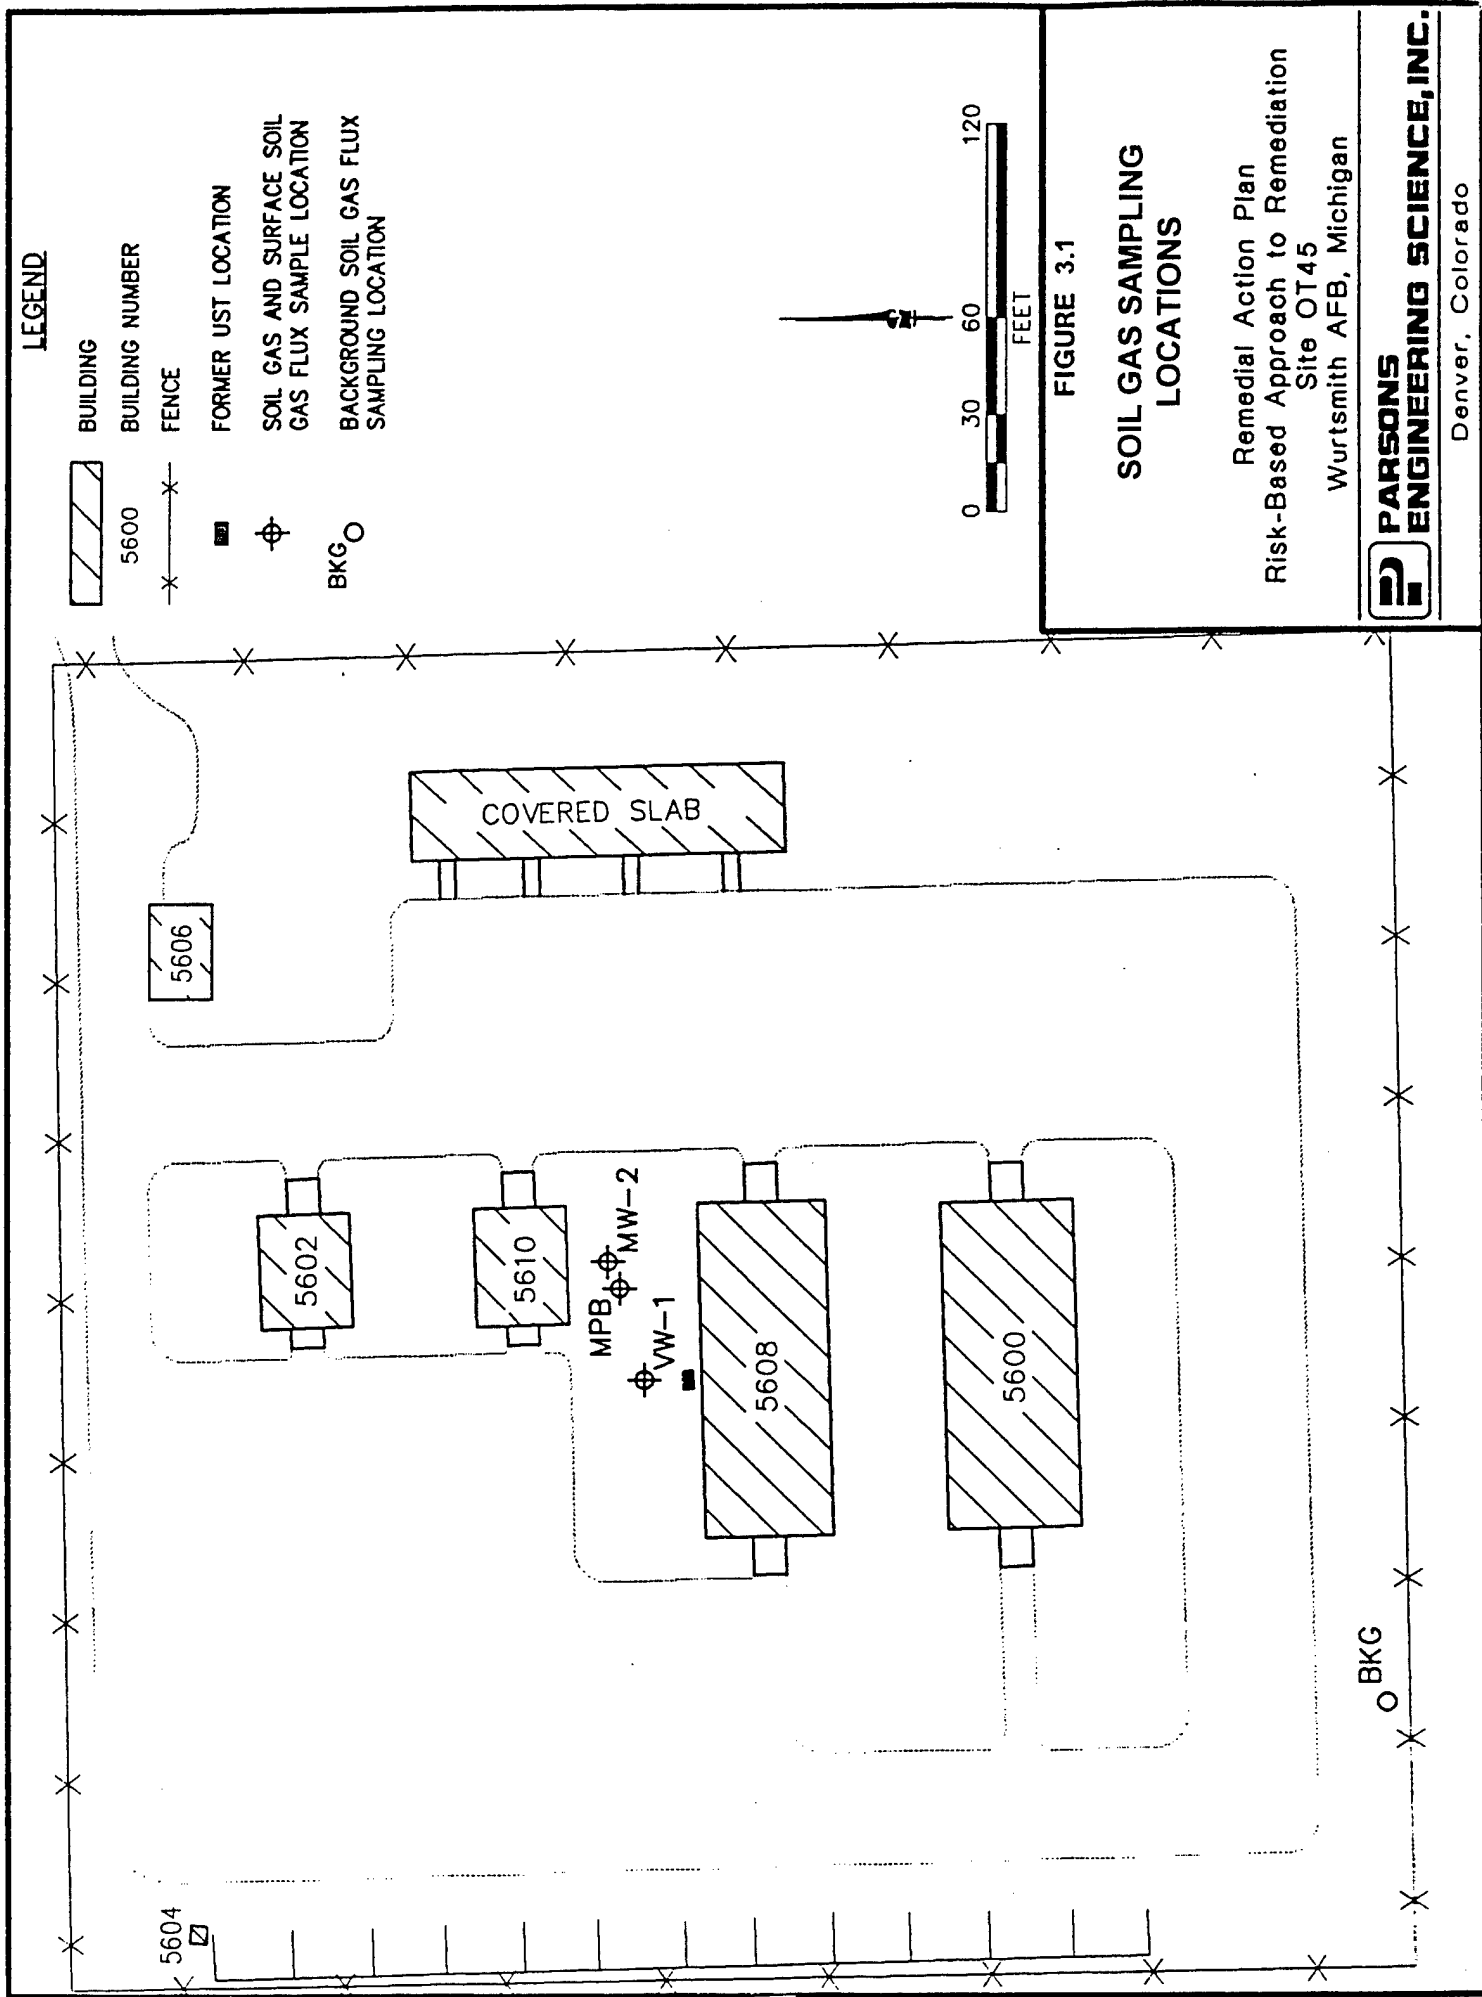 LEGEND
BUILDING
5600
BUILDING NUMBER
FENCE
FORMER UST LOCATION
SOIL GAS AND SURFACE SOIL
GAS FLUX SAMPLE LOCATION
BKG
BACKGROUND SOIL GAS FLUX
SAMPLING LOCATION
5604
5602
5606
5610
COVERED SLAB
MPB
MW-2
VW-1
5608
5600
BKG
0
30
60
120
FEET
FIGURE 3.1
SOIL GAS SAMPLING
LOCATIONS
Remedial Action Plan
Risk-Based Approach to Remediation
Site OT45
Wurtsmith AFB, Michigan
PARSONS
ENGINEERING SCIENCE, INC.
Denver, Colorado